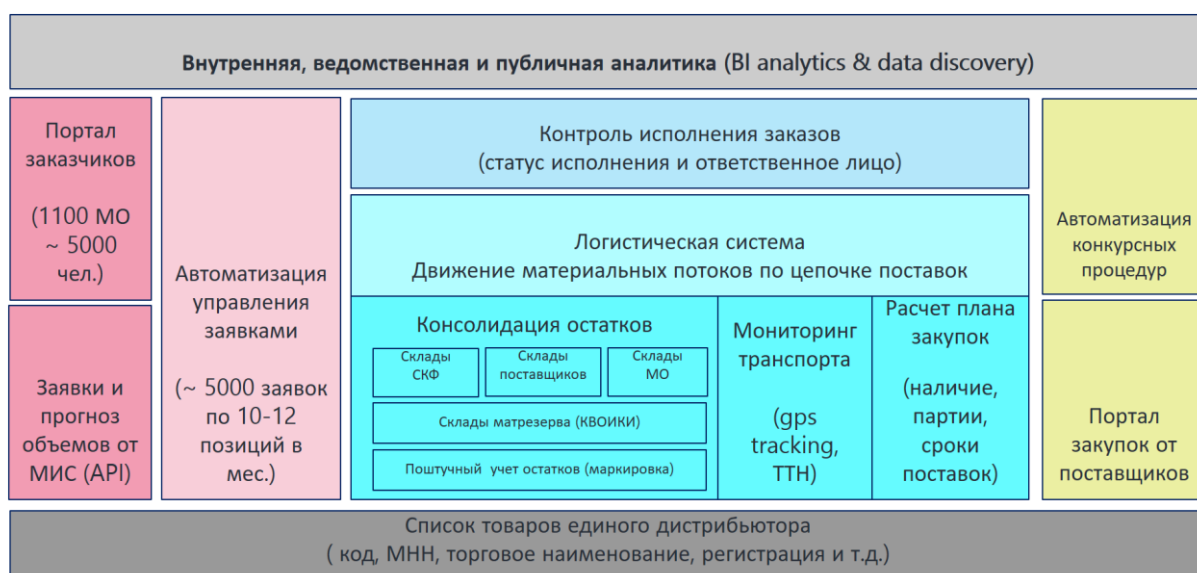 Внутренняя, ведомственная и публичная аналитика (BI analytics & data discovery)
Портал
заказчиков
(1100 МО
~ 5000
чел.)
Заявки и
прогноз
объемов от
МИС (API)
Автоматизация
управления
заявками
(~ 5000 заявок
по 10-12
позиций в
мес.)
Контроль исполнения заказов
(статус исполнения и ответственное лицо)
Логистическая система
Движение материальных потоков по цепочке поставок
Консолидация остатков
Склады
СКФ
Склады
поставщиков
Склады
МО
Склады матрезерва (КВОИКИ)
Поштучный учет остатков (маркировка)
Мониторинг
транспорта
(gps
tracking,
ТТН)
Расчет плана
закупок
(наличие,
партии,
сроки
поставок)
Автоматизация
конкурсных
процедур
Портал
закупок от
поставщиков
Список товаров единого дистрибьютора
( код, МНН, торговое наименование, регистрация и т.д.)